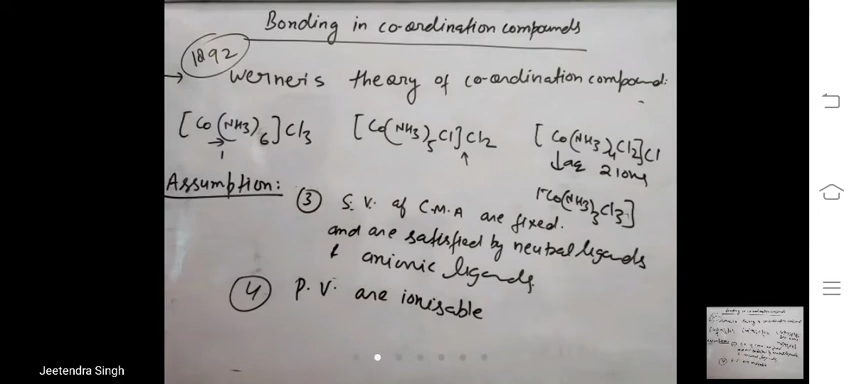 Bonding in co-ordination compounds
1892
→ Werner's theory of co-ordination compound:
[Co(NH3)6]Cl3 [Co(NH3)5Cl]Cl2 [Co(NH3)4Cl2]Cl
↓aq 2 ions
[Co(NH3)3Cl3]
Assumption:
③ S.V. of C.M.A are fixed.
and are satisfied by neutral ligands
& anionic ligands
④ P.V. are ionisable
Jeetendra Singh